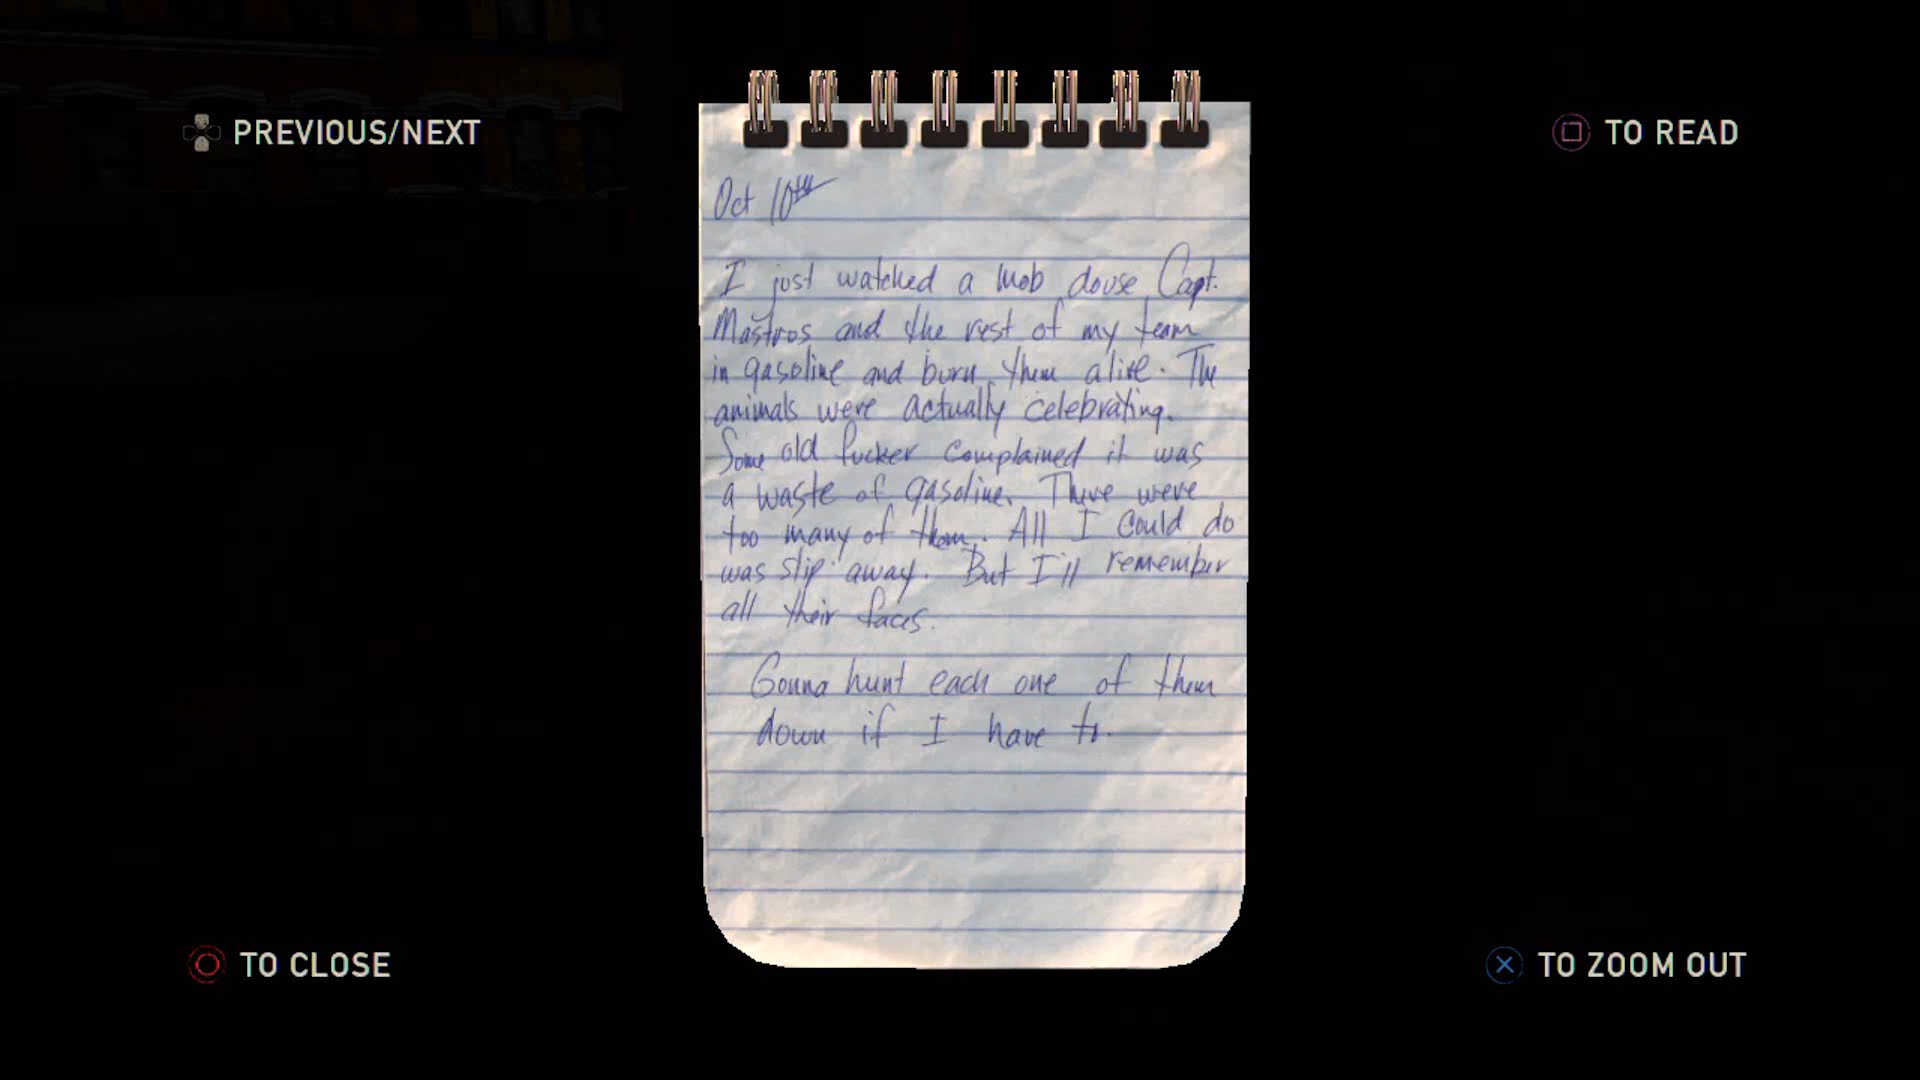 PREVIOUS/NEXT
TO READ
Oct 10th
I just watched a mob douse Capt.
Mastros and the rest of my team
in gasoline and burn them alive. The
animals were actually celebrating.
Some old fucker complained it was
a waste of gasoline. There were
too many of them. All I could do
was slip away. But I'll remember
all their faces.
Gonna hunt each one of them
down if I have to.
TO CLOSE
TO ZOOM OUT